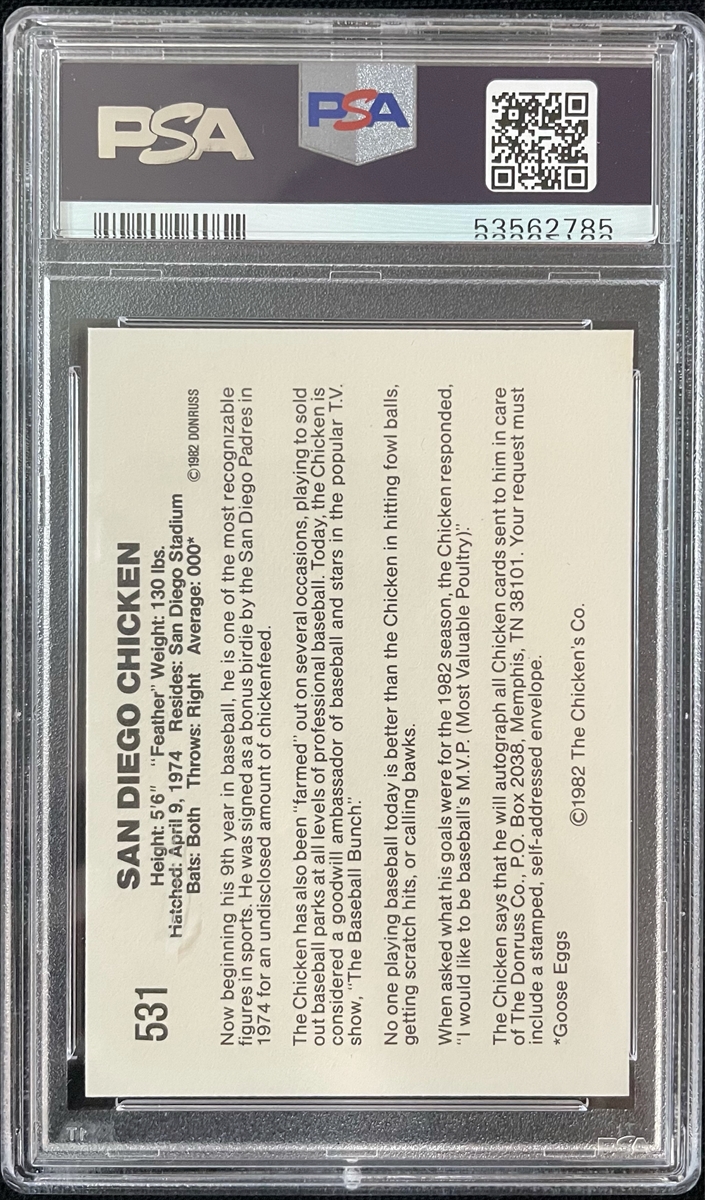 PSA
PSA
53562785
531
SAN DIEGO CHICKEN
Height: 5'6" "Feather" Weight: 130 lbs.
Hatched: April 9, 1974 Resides: San Diego Stadium
Bats: Both Throws: Right Average: 000*
©1982 DONRUSS
Now beginning his 9th year in baseball, he is one of the most recognizable
figures in sports. He was signed as a bonus birdie by the San Diego Padres in
1974 for an undisclosed amount of chickenfeed.
The Chicken has also been "farmed" out on several occasions, playing to sold
out baseball parks at all levels of professional baseball. Today, the Chicken is
considered a goodwill ambassador of baseball and stars in the popular T.V.
show, "The Baseball Bunch."
No one playing baseball today is better than the Chicken in hitting fowl balls,
getting scratch hits, or calling bawks.
When asked what his goals were for the 1982 season, the Chicken responded,
"I would like to be baseball's M.V.P. (Most Valuable Poultry)."
The Chicken says that he will autograph all Chicken cards sent to him in care
of The Donruss Co., P.O. Box 2038, Memphis, TN 38101. Your request must
include a stamped, self-addressed envelope.
*Goose Eggs
©1982 The Chicken's Co.
PSA